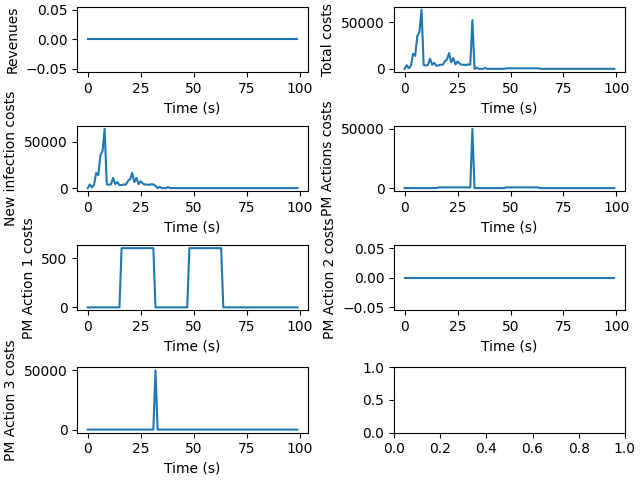 Revenues
0.05
0.00
−0.05
0 25 50 75 100
Time (s)
Total costs
50000
0
0 25 50 75 100
Time (s)
New infection costs
50000
0
0 25 50 75 100
Time (s)
PM Actions costs
50000
0
0 25 50 75 100
Time (s)
PM Action 1 costs
500
0
0 25 50 75 100
Time (s)
PM Action 2 costs
0.05
0.00
−0.05
0 25 50 75 100
Time (s)
PM Action 3 costs
50000
0
0 25 50 75 100
Time (s)
1.0
0.5
0.0
0.0 0.2 0.4 0.6 0.8 1.0